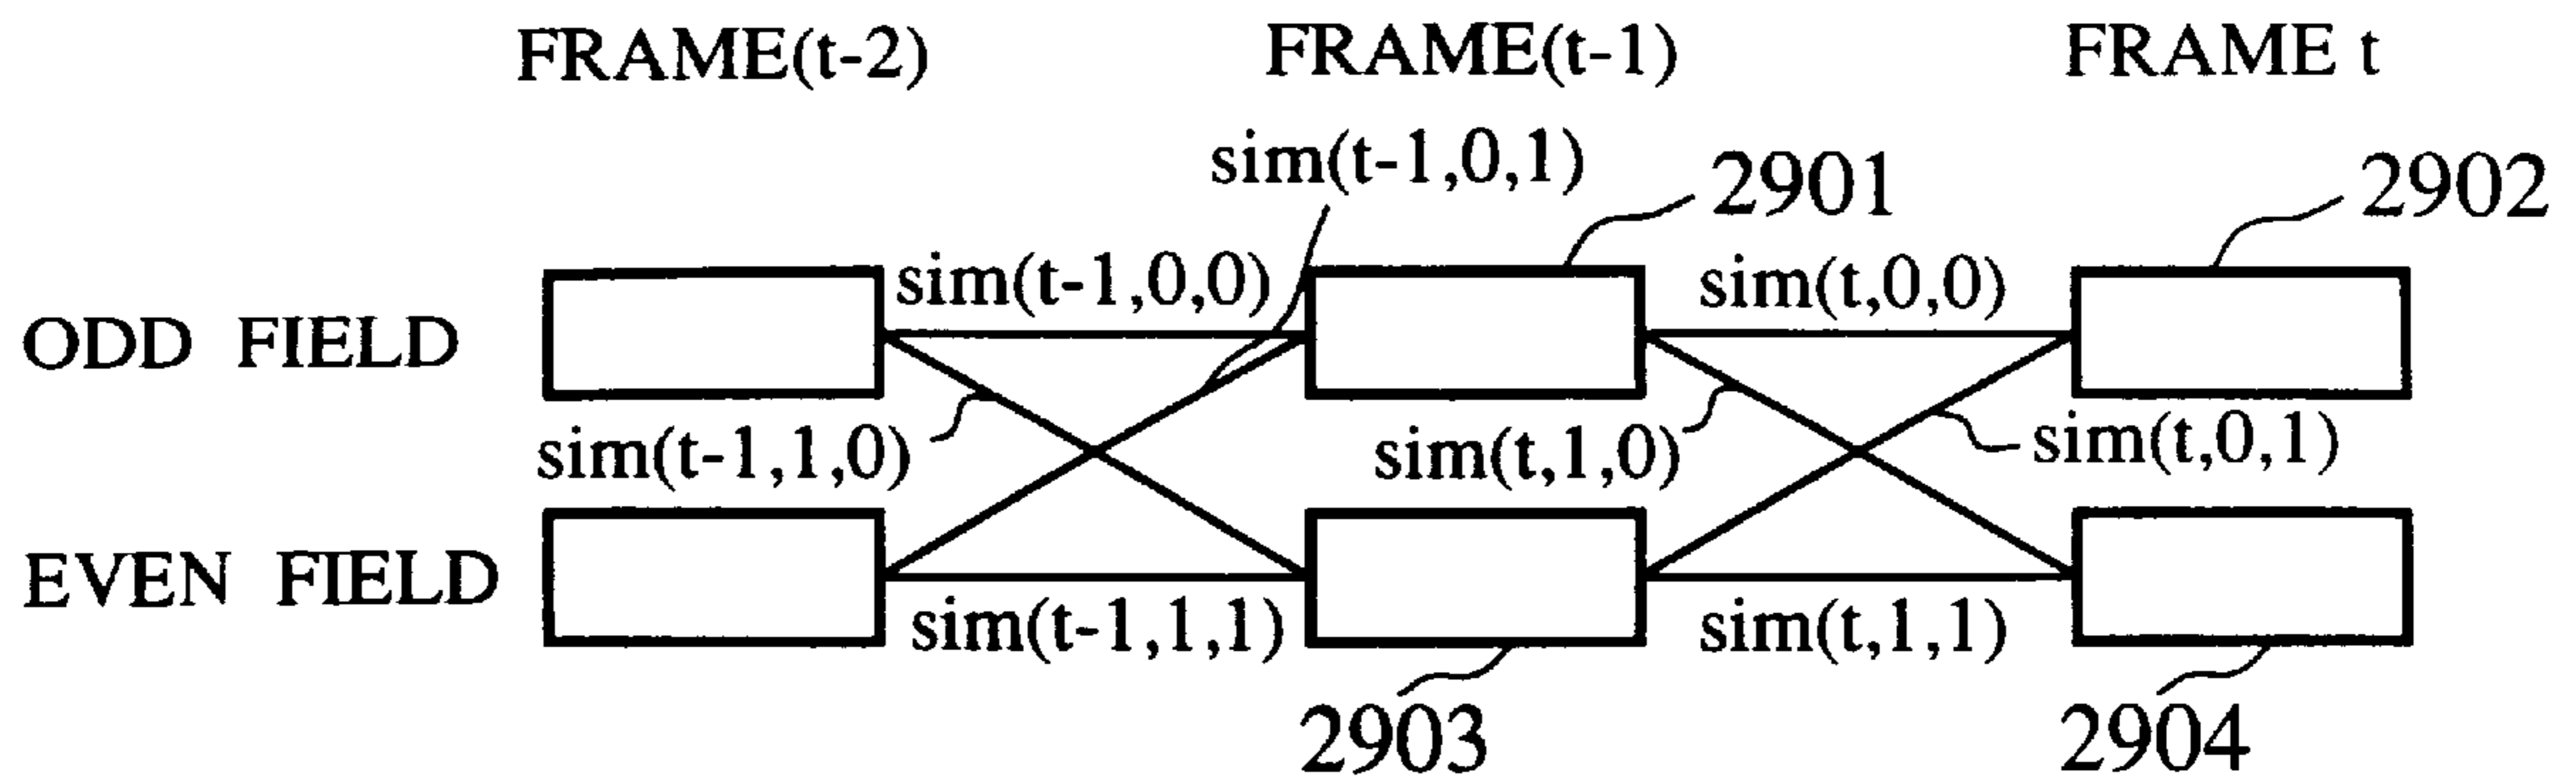 FRAME(t-2)
FRAME(t-1)
FRAME t
sim(t-1,0,1)
2901
2902
sim(t-1,0,0)
sim(t,0,0)
ODD FIELD
sim(t-1,1,0)
sim(t,1,0)
sim(t,0,1)
EVEN FIELD
sim(t-1,1,1)
sim(t,1,1)
2903
2904